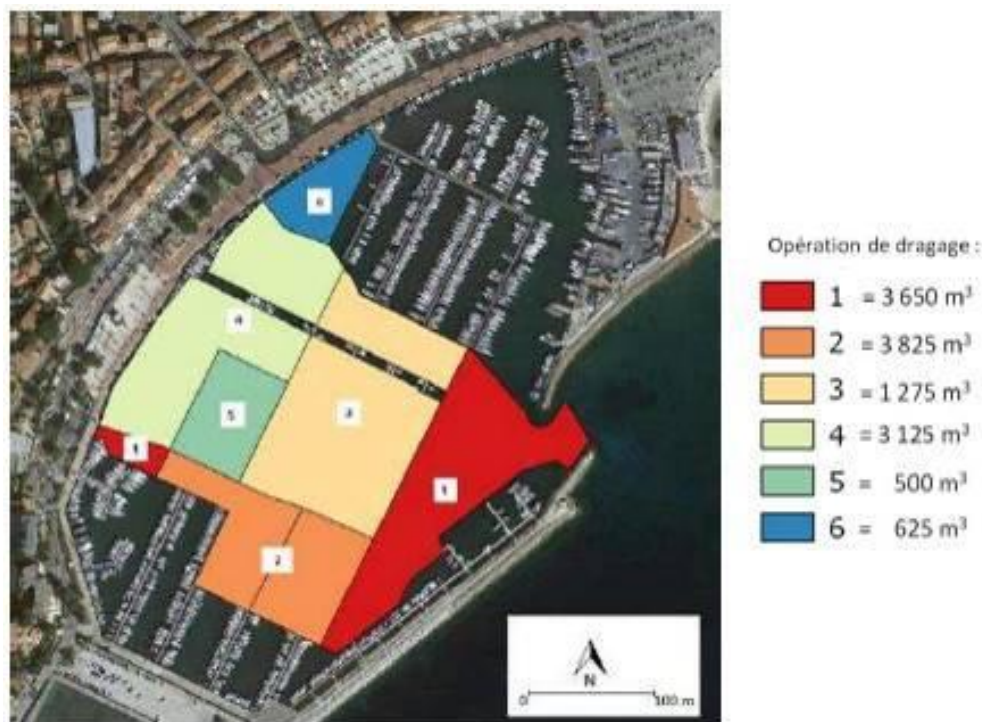 6
4
5
3
1
1
2
N
0 100 m
Opération de dragage :
1 = 3 650 m³
2 = 3 825 m³
3 = 1 275 m³
4 = 3 125 m³
5 = 500 m³
6 = 625 m³